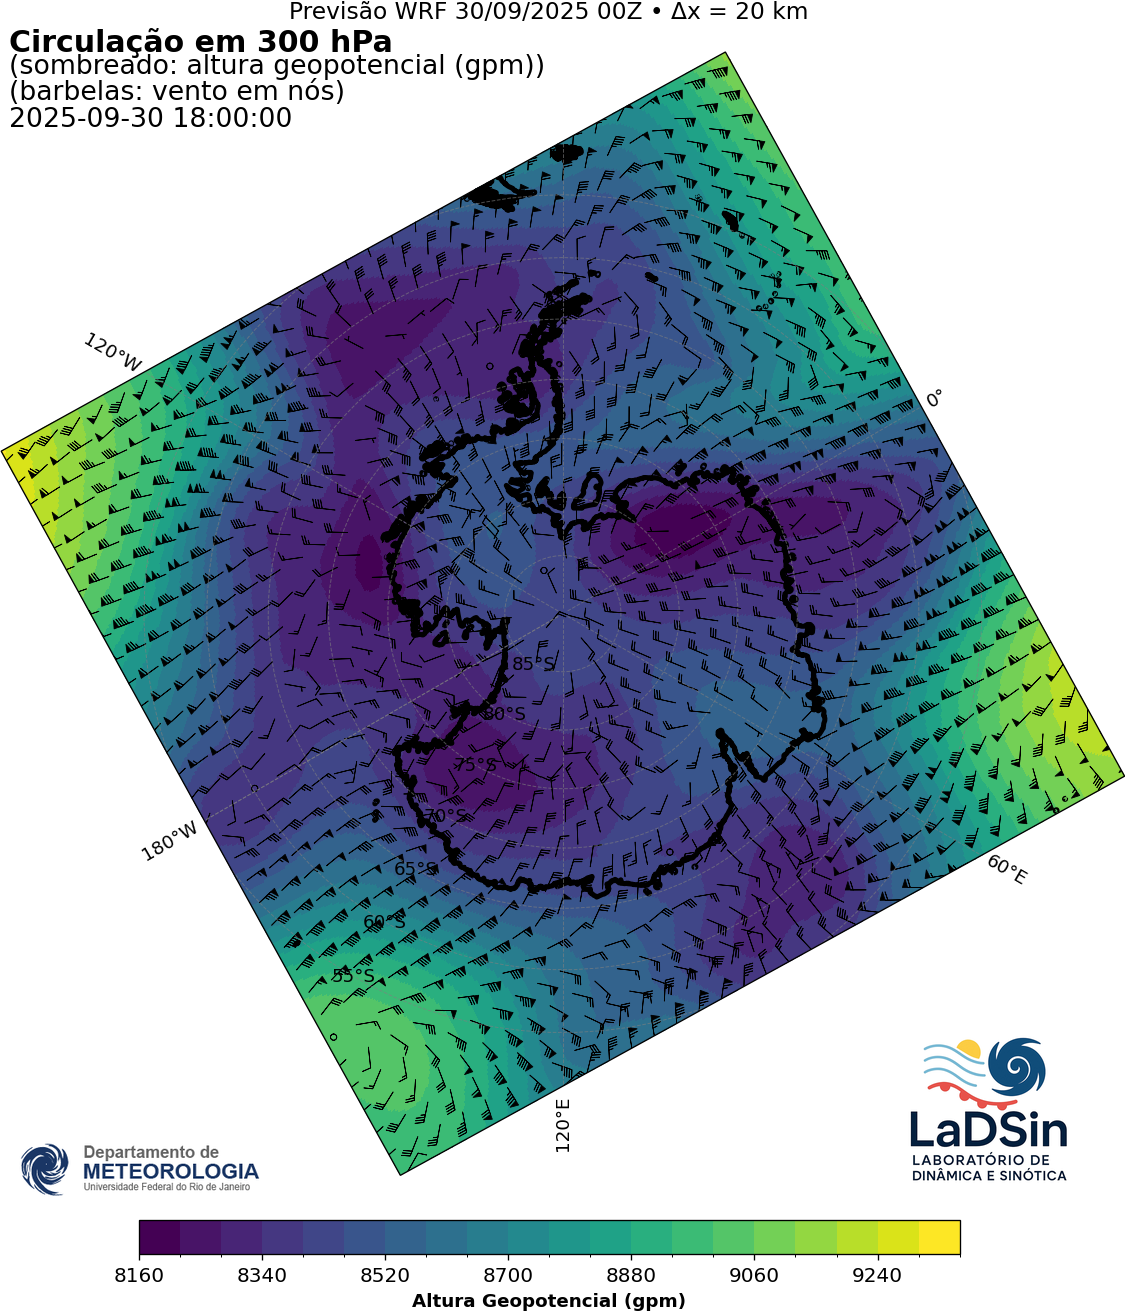 Previsão WRF 30/09/2025 00Z • Δx = 20 km
Circulação em 300 hPa
(sombreado: altura geopotencial (gpm))
(barbelas: vento em nós)
2025-09-30 18:00:00
120°W
0°
85°S
80°S
75°S
70°S
180°W
65°S
60°E
60°S
55°S
120°E
LaDSin
LABORATÓRIO DE
DINÂMICA E SINÓTICA
Departamento de
METEOROLOGIA
Universidade Federal do Rio de Janeiro
8160 8340 8520 8700 8880 9060 9240
Altura Geopotencial (gpm)